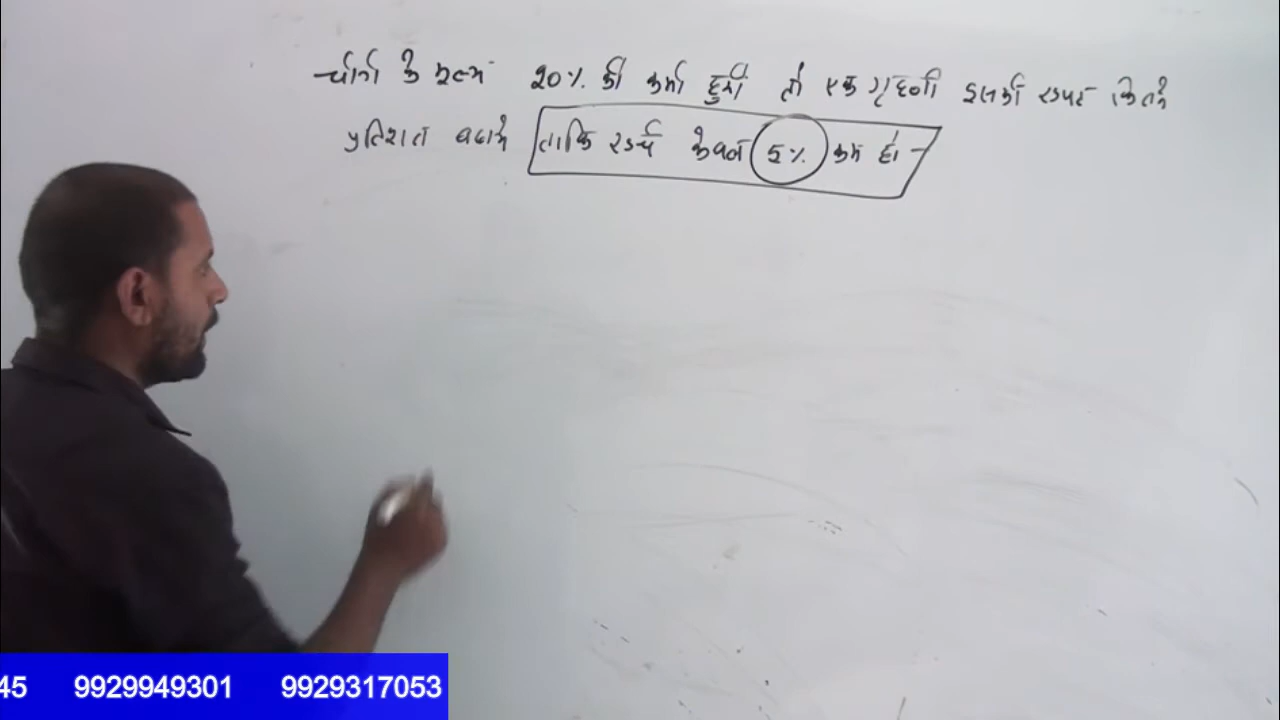 चीनी के मूल्य 20% की कमी हुयी तो एक गृहणी इसकी खपत कितने
प्रतिशत बढाये ताकि खर्च केवल 5% कम हो -
45 9929949301 9929317053